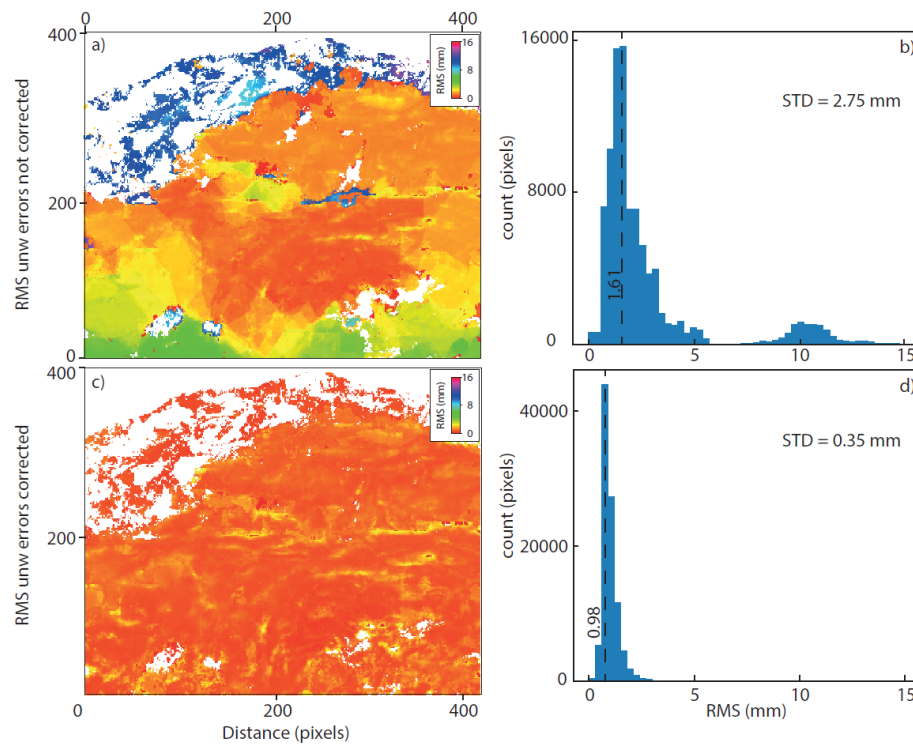 0
200
400
a)
400
200
0
RMS unw errors not corrected
RMS (mm)
16
8
0
b)
STD = 2.75 mm
16000
8000
0
count (pixels)
1.61
0
5
10
15
c)
400
200
0
200
400
RMS unw errors corrected
Distance (pixels)
RMS (mm)
16
8
0
d)
STD = 0.35 mm
40000
20000
0
count (pixels)
0.98
0
5
10
15
RMS (mm)